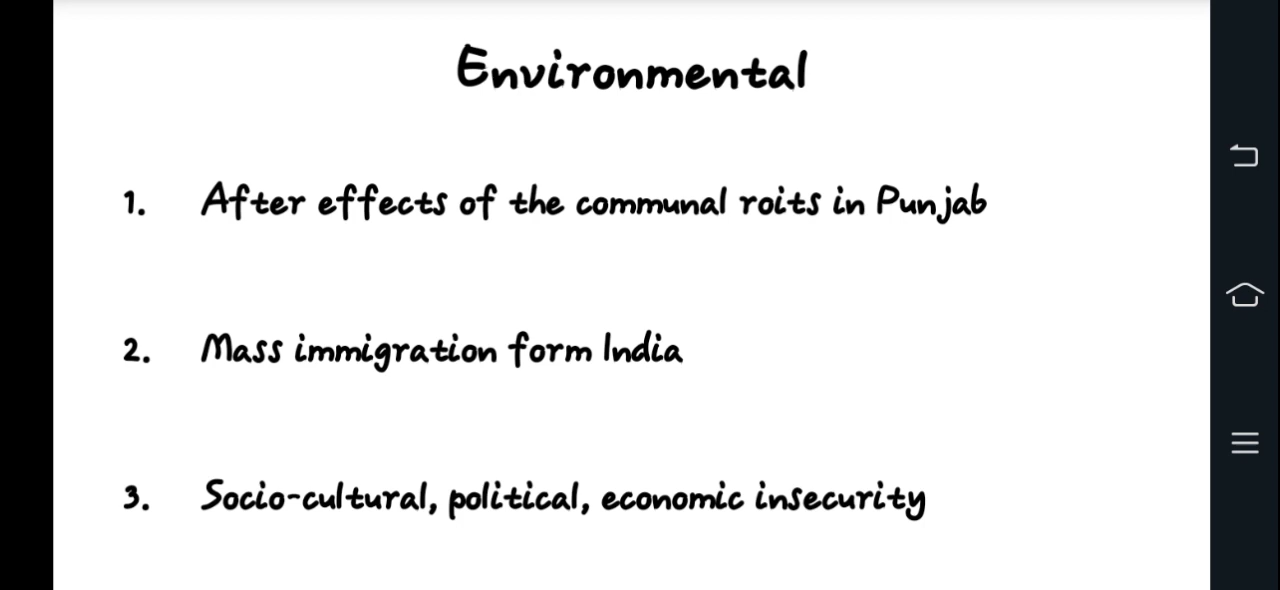 Environmental
1. After effects of the communal roits in Punjab
2. Mass immigration form India
3. Socio-cultural, political, economic insecurity